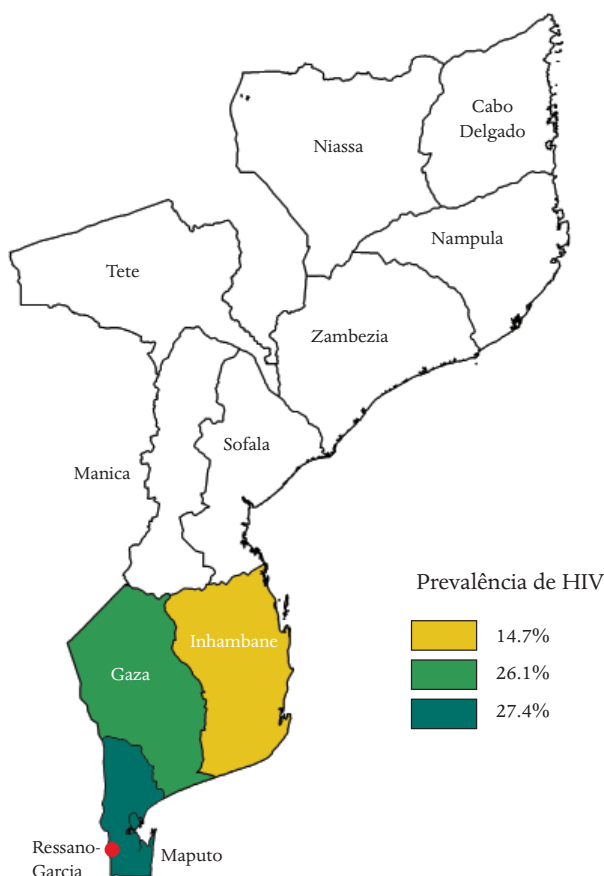 Cabo
Delgado
Niassa
Nampula
Tete
Zambezia
Sofala
Manica
Prevalência de HIV
14.7%
26.1%
27.4%
Inhambane
Gaza
Ressano-
Garcia
Maputo